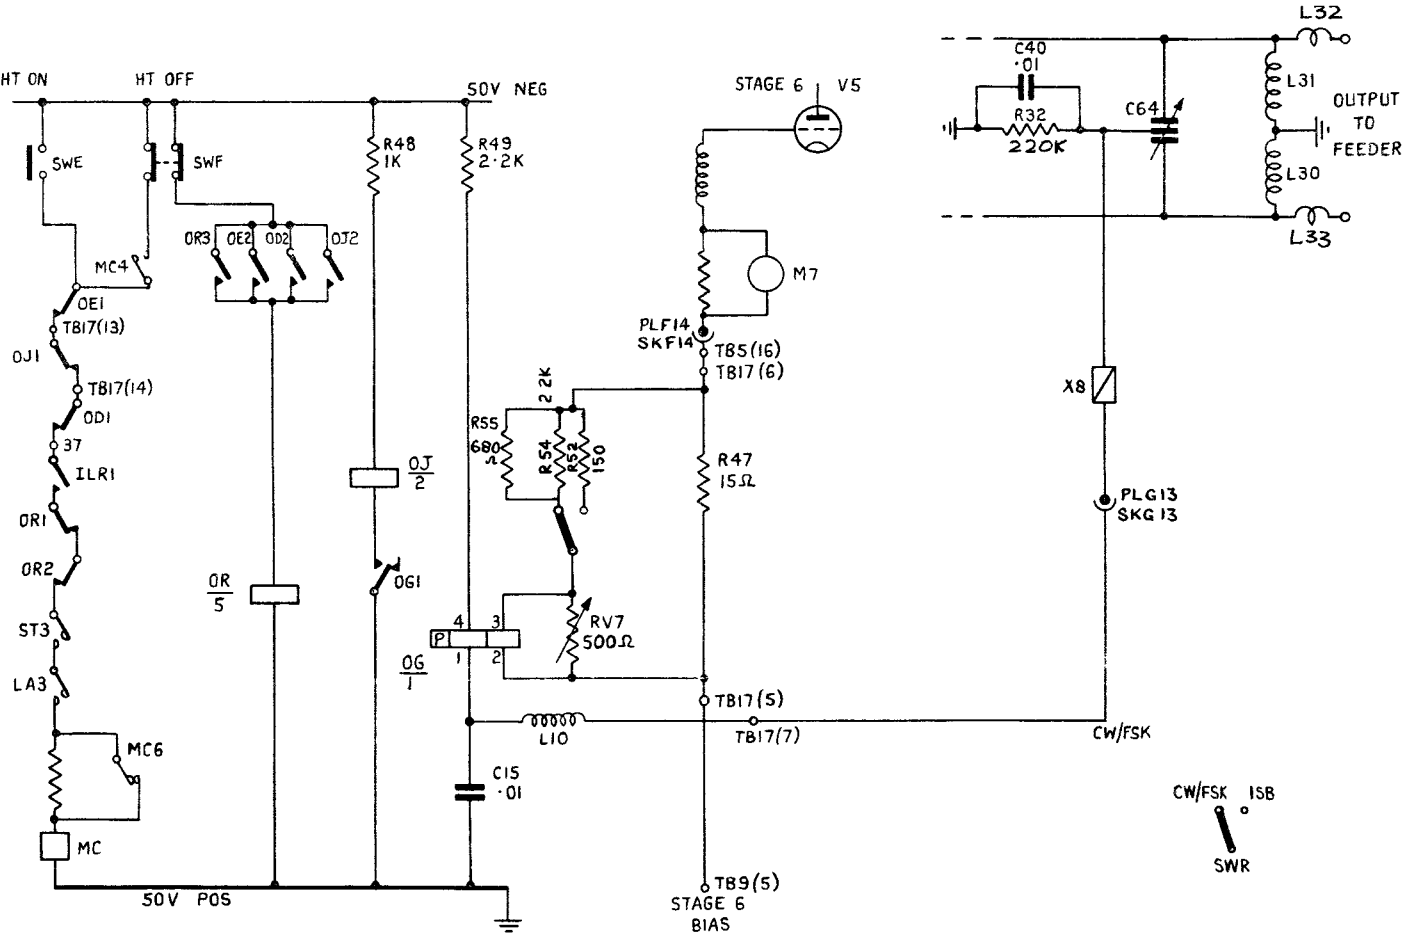 L32
C40
.01
HT ON
HT OFF
50V NEG
STAGE 6 V5
L31
OUTPUT
TO
FEEDER
C64
R32
220K
SWE
SWF
R48
1K
R49
2.2K
L30
L33
OR3
OE2
OD2
OJ2
MC4
M7
OE1
TB17(13)
PLF14
SKF14
OJ1
TB5(16)
TB17(6)
TB17(14)
OD1
2 2K
X8
R55
680
Ω
R54
R52
150
R47
15Ω
37
ILR1
OJ
2
PLG13
SKG13
OR1
OR2
OG1
OR
5
ST3
4 3
P
1 2
RV7
500Ω
OG
1
LA3
TB17(5)
L10
TB17(7)
CW/FSK
MC6
C15
.01
CW/FSK ISB
SWR
MC
50V POS
TB9(5)
STAGE 6
BIAS